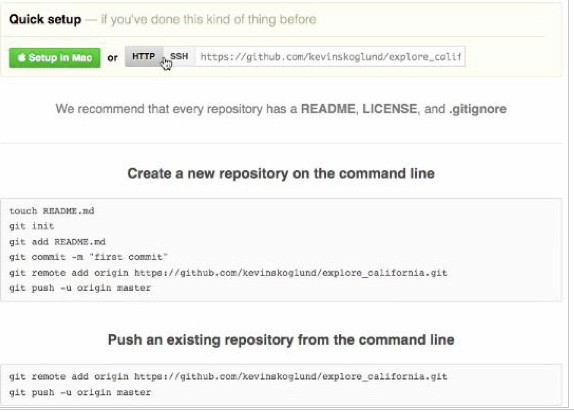 Quick setup — if you've done this kind of thing before
Setup in Mac or HTTP SSH https://github.com/kevinskoglund/explore_calif
We recommend that every repository has a README, LICENSE, and .gitignore
Create a new repository on the command line
touch README.md
git init
git add README.md
git commit -m "first commit"
git remote add origin https://github.com/kevinskoglund/explore_california.git
git push -u origin master
Push an existing repository from the command line
git remote add origin https://github.com/kevinskoglund/explore_california.git
git push -u origin master